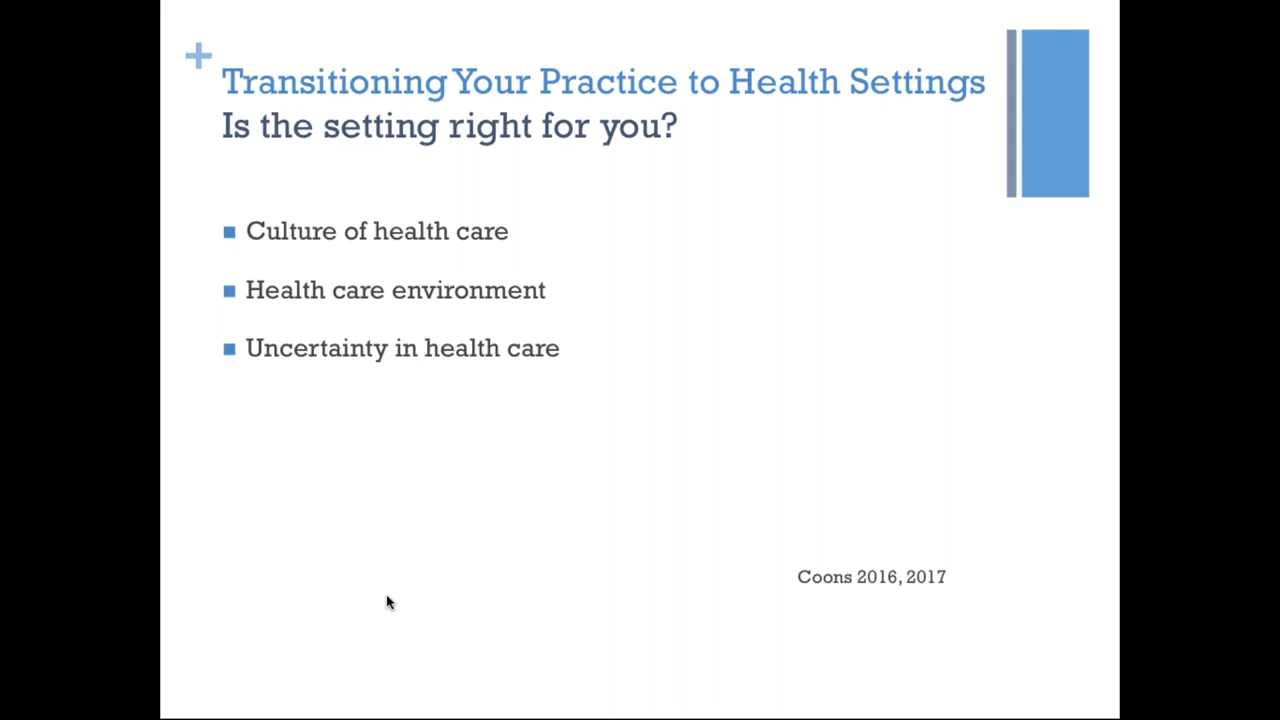 +
Transitioning Your Practice to Health Settings
Is the setting right for you?
Culture of health care
Health care environment
Uncertainty in health care
Coons 2016, 2017